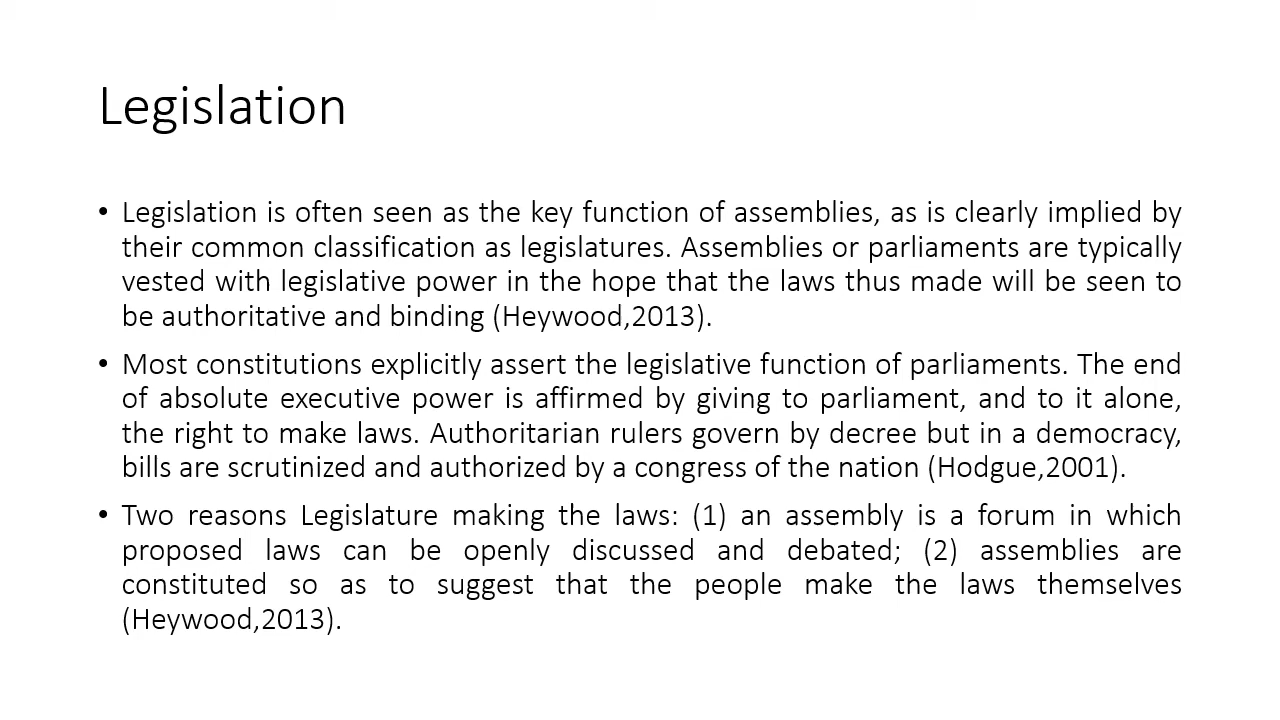 Legislation
• Legislation is often seen as the key function of assemblies, as is clearly implied by
their common classification as legislatures. Assemblies or parliaments are typically
vested with legislative power in the hope that the laws thus made will be seen to
be authoritative and binding (Heywood,2013).
• Most constitutions explicitly assert the legislative function of parliaments. The end
of absolute executive power is affirmed by giving to parliament, and to it alone,
the right to make laws. Authoritarian rulers govern by decree but in a democracy,
bills are scrutinized and authorized by a congress of the nation (Hodgue,2001).
• Two reasons Legislature making the laws: (1) an assembly is a forum in which
proposed laws can be openly discussed and debated; (2) assemblies are
constituted so as to suggest that the people make the laws themselves
(Heywood,2013).